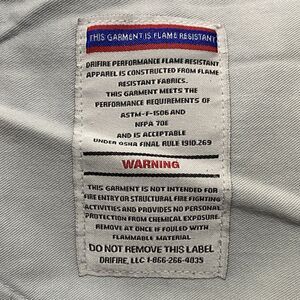 THIS GARMENT IS FLAME RESISTANT
DRIFIRE PERFORMANCE FLAME RESISTANT
APPAREL IS CONSTRUCTED FROM FLAME
RESISTANT FABRICS.
THIS GARMENT MEETS THE
PERFORMANCE REQUIREMENTS OF
ASTM-F-1506 AND
NFPA 70E
AND IS ACCEPTABLE
UNDER OSHA FINAL RULE 1910.269
WARNING
THIS GARMENT IS NOT INTENDED FOR
FIRE ENTRY OR STRUCTURAL FIRE FIGHTING
ACTIVITIES AND PROVIDES NO PERSONAL
PROTECTION FROM CHEMICAL EXPOSURE.
REMOVE AT ONCE IF FOULED WITH
FLAMMABLE MATERIAL
DO NOT REMOVE THIS LABEL
DRIFIRE, LLC 1-866-266-4035